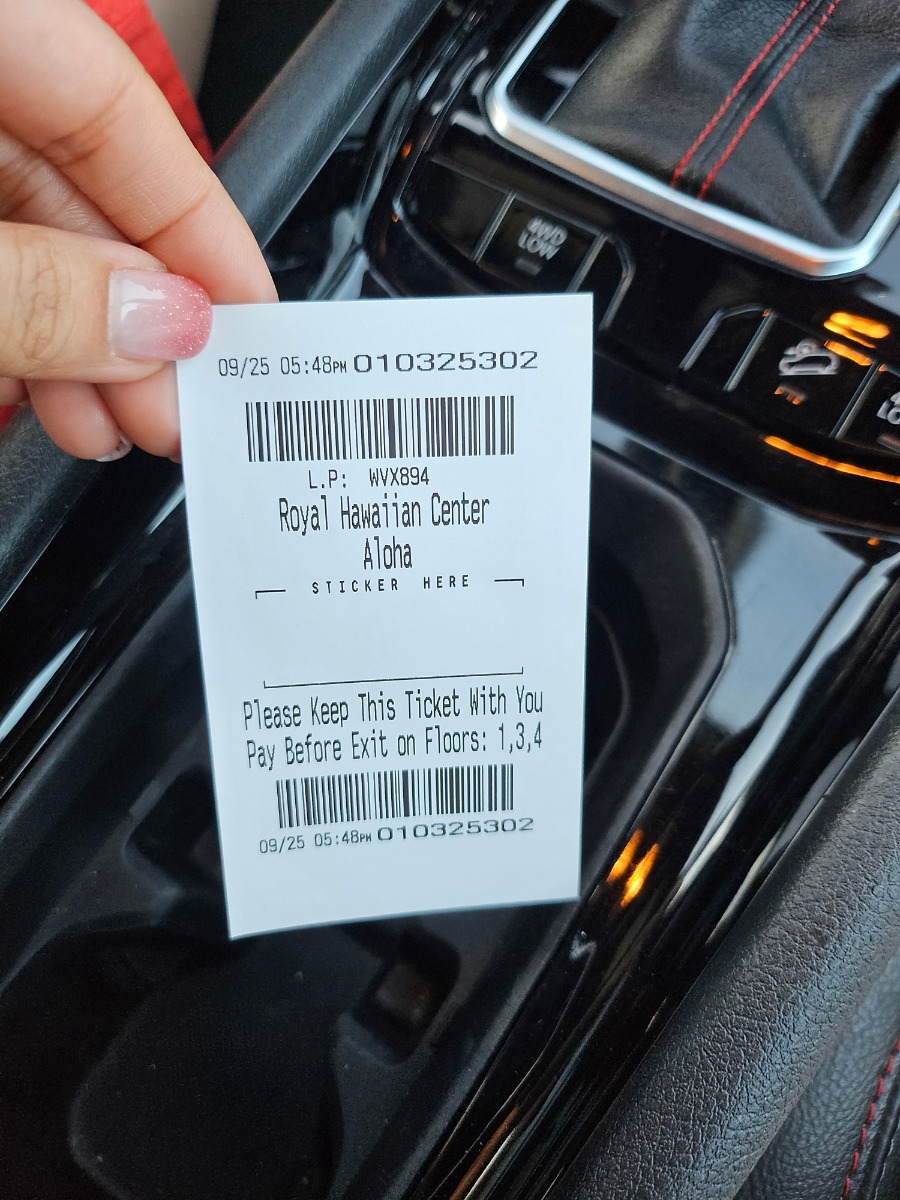 4WD
LOW
09/25 05:48PM 010325302
L.P: WVX894
Royal Hawaiian Center
Aloha
STICKER HERE
Please Keep This Ticket With You
Pay Before Exit on Floors: 1,3,4
09/25 05:48PM 010325302